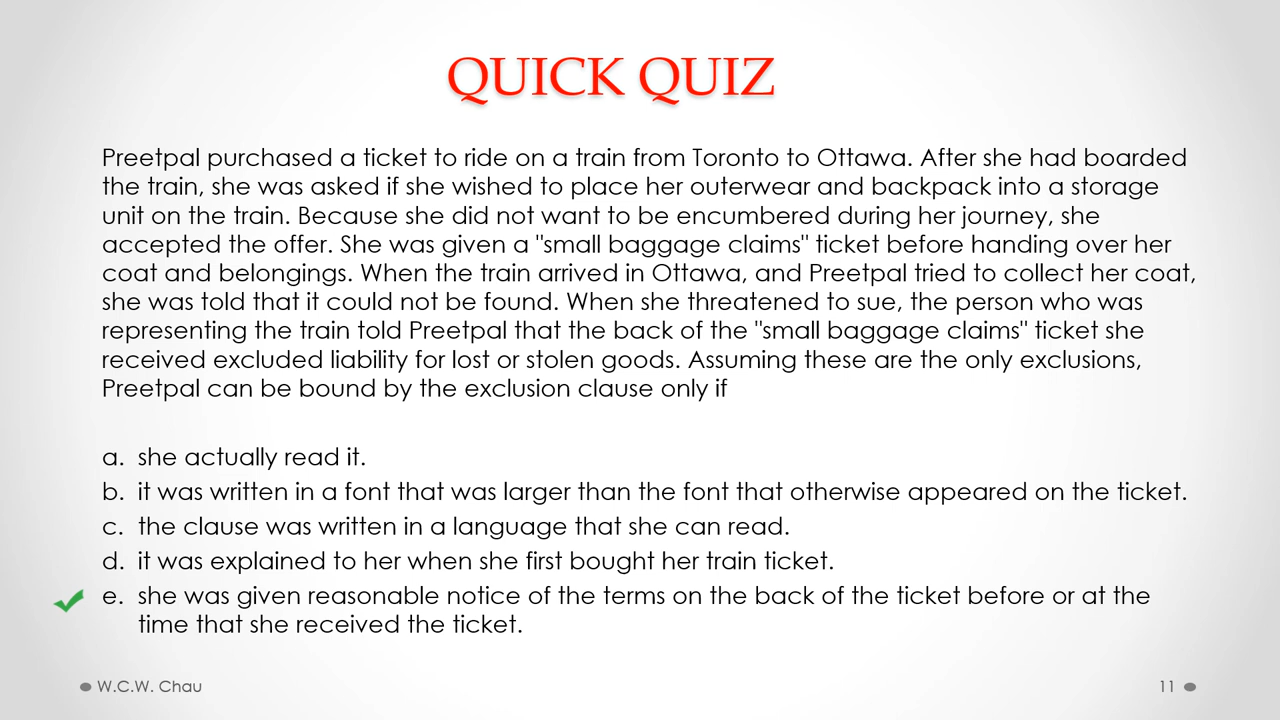 QUICK QUIZ
Preetpal purchased a ticket to ride on a train from Toronto to Ottawa. After she had boarded
the train, she was asked if she wished to place her outerwear and backpack into a storage
unit on the train. Because she did not want to be encumbered during her journey, she
accepted the offer. She was given a "small baggage claims" ticket before handing over her
coat and belongings. When the train arrived in Ottawa, and Preetpal tried to collect her coat,
she was told that it could not be found. When she threatened to sue, the person who was
representing the train told Preetpal that the back of the "small baggage claims" ticket she
received excluded liability for lost or stolen goods. Assuming these are the only exclusions,
Preetpal can be bound by the exclusion clause only if
a. she actually read it.
b. it was written in a font that was larger than the font that otherwise appeared on the ticket.
c. the clause was written in a language that she can read.
d. it was explained to her when she first bought her train ticket.
e. she was given reasonable notice of the terms on the back of the ticket before or at the
time that she received the ticket.
W.C.W. Chau
11